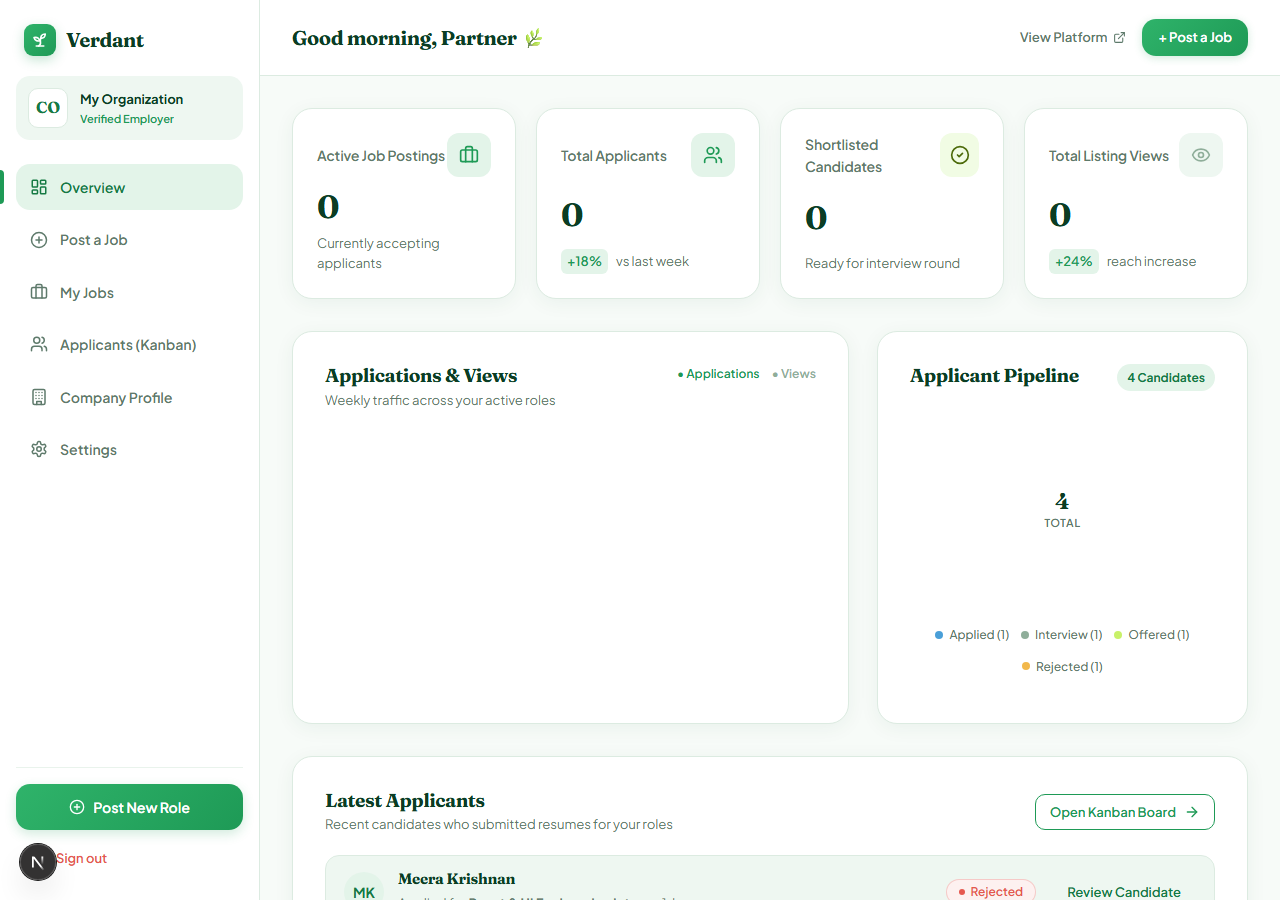 Verdant
CO
My Organization
Verified Employer
Overview
Post a Job
My Jobs
Applicants (Kanban)
Company Profile
Settings
Post New Role
N
Sign out
Good morning, Partner
View Platform
+ Post a Job
Active Job Postings
0
Currently accepting
applicants
Total Applicants
0
+18% vs last week
Shortlisted
Candidates
0
Ready for interview round
Total Listing Views
0
+24% reach increase
Applications & Views
Weekly traffic across your active roles
• Applications • Views
Applicant Pipeline
4 Candidates
4
TOTAL
Applied (1) Interview (1) Offered (1)
Rejected (1)
Latest Applicants
Recent candidates who submitted resumes for your roles
Open Kanban Board
MK
Meera Krishnan
Rejected
Review Candidate